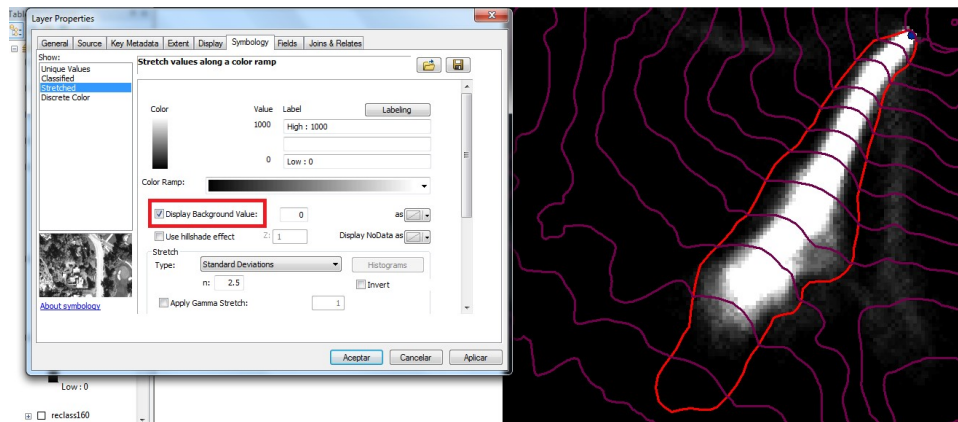 Tabl
Layer Properties
General Source Key Metadata Extent Display Symbology Fields Joins & Relates
Show:
Unique Values
Classified
Stretched
Discrete Color
Stretch values along a color ramp
Color Value Label Labeling
1000 High : 1000
0 Low : 0
Color Ramp:
Display Background Value: 0 as
Use hillshade effect Z: 1 Display NoData as
Stretch
Type: Standard Deviations Histograms
n: 2.5 Invert
Apply Gamma Stretch: 1
About symbology
Aceptar Cancelar Aplicar
Low : 0
reclass160